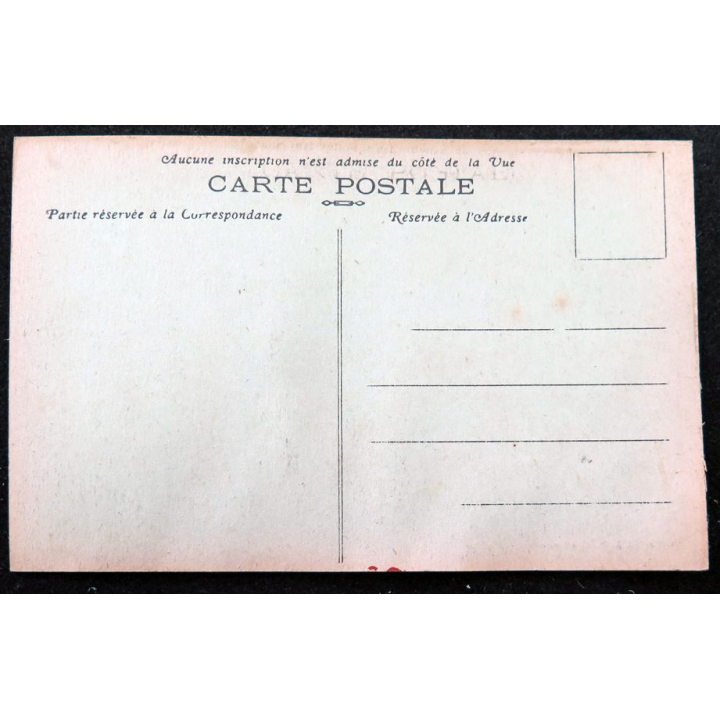 Aucune inscription n'est admise du côté de la Vue
CARTE POSTALE
Partie réservée à la Correspondance
Réservée à l'Adresse